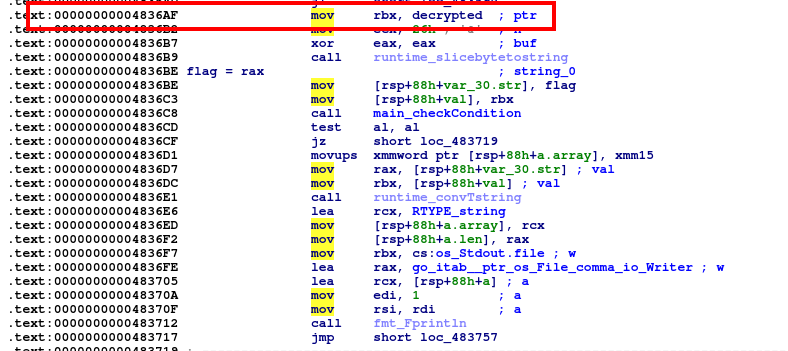 .text:00000000004836AF mov rbx, decrypted ; ptr
.text:00000000004836B2 mov ecx, 26h ; '&' ; n
.text:00000000004836B7 xor eax, eax ; buf
.text:00000000004836B9 call runtime_slicebytetostring
.text:00000000004836BE flag = rax ; string_0
.text:00000000004836BE mov [rsp+88h+var_30.str], flag
.text:00000000004836C3 mov [rsp+88h+val], rbx
.text:00000000004836C8 call main_checkCondition
.text:00000000004836CD test al, al
.text:00000000004836CF jz short loc_483719
.text:00000000004836D1 movups xmmword ptr [rsp+88h+a.array], xmm15
.text:00000000004836D7 mov rax, [rsp+88h+var_30.str] ; val
.text:00000000004836DC mov rbx, [rsp+88h+val] ; val
.text:00000000004836E1 call runtime_convTstring
.text:00000000004836E6 lea rcx, RTYPE_string
.text:00000000004836ED mov [rsp+88h+a.array], rcx
.text:00000000004836F2 mov [rsp+88h+a.len], rax
.text:00000000004836F7 mov rbx, cs:os_Stdout.file ; w
.text:00000000004836FE lea rax, go_itab__ptr_os_File_comma_io_Writer ; w
.text:0000000000483705 lea rcx, [rsp+88h+a] ; a
.text:000000000048370A mov edi, 1 ; a
.text:000000000048370F mov rsi, rdi ; a
.text:0000000000483712 call fmt_Fprintln
.text:0000000000483717 jmp short loc_483757